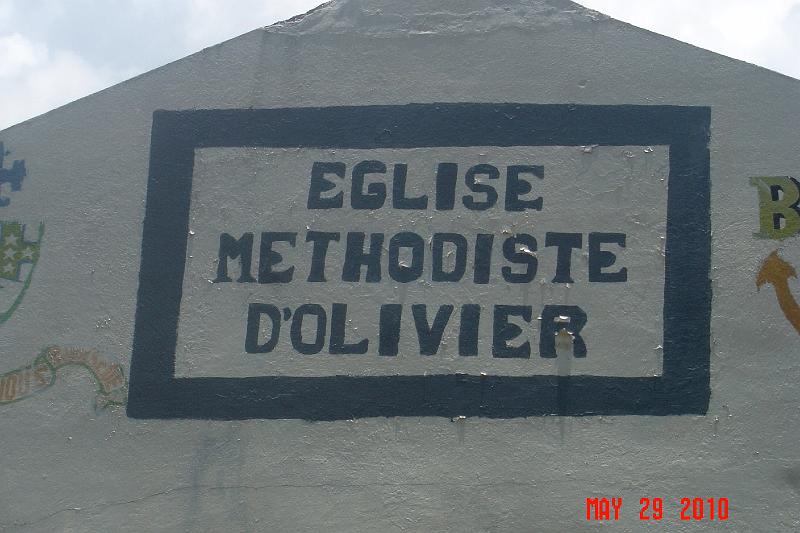 EGLISE
METHODISTE
D'OLIVIER
B
MAY 29 2010